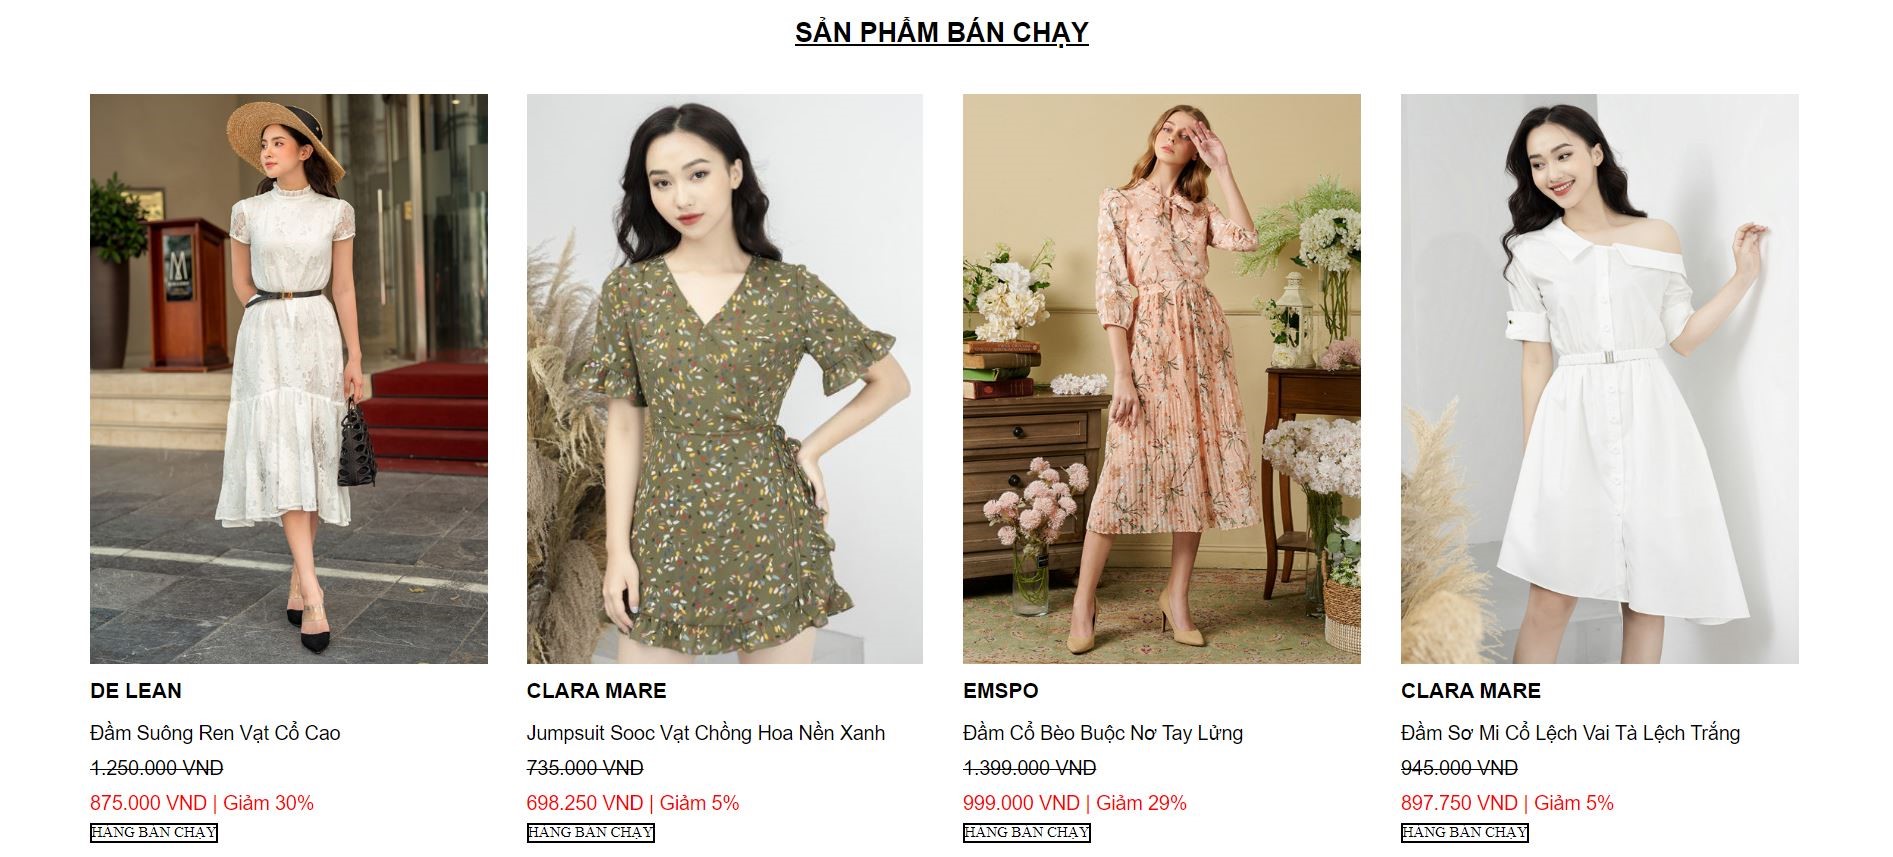 SẢN PHẨM BÁN CHẠY
DE LEAN
Đầm Suông Ren Vạt Cổ Cao
1.250.000 VND
875.000 VND | Giảm 30%
HÀNG BÁN CHẠY
CLARA MARE
Jumpsuit Sooc Vạt Chồng Hoa Nền Xanh
735.000 VND
698.250 VND | Giảm 5%
HÀNG BÁN CHẠY
EMSPO
Đầm Cổ Bèo Buộc Nơ Tay Lửng
1.399.000 VND
999.000 VND | Giảm 29%
HÀNG BÁN CHẠY
CLARA MARE
Đầm Sơ Mi Cổ Lệch Vai Tà Lệch Trắng
945.000 VND
897.750 VND | Giảm 5%
HÀNG BÁN CHẠY